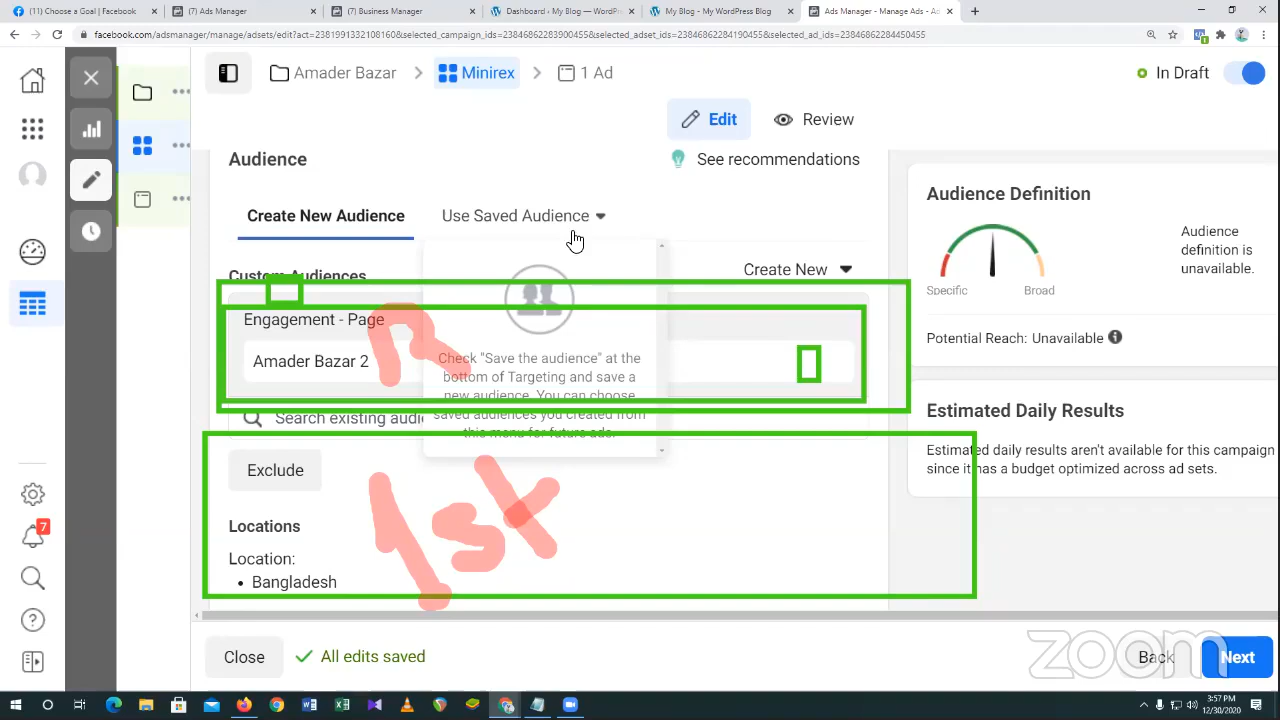 (11) Choose a Goal | Facebook
(7) Ads Manager
(7) Business Manager
Dashboard ‹ My Blog — WordPr
My Blog - My WordPress Blog
Ads Manager - Manage Ads - Ad
facebook.com/adsmanager/manage/adsets/edit?act=2381991332108160&selected_campaign_ids=23846862283900455&selected_adset_ids=23846862284190455&selected_ad_ids=23846862284450455
Amader Bazar
Minirex
1 Ad
In Draft
Edit
Review
Audience
See recommendations
Create New Audience
Use Saved Audience
Custom Audiences
Create New
Engagement - Page
Amader Bazar 2
Check "Save the audience" at the
bottom of Targeting and save a
new audience. You can choose
saved audiences you created from
this menu for future ads.
Search existing audi
Exclude
R
1st
Locations
Location:
• Bangladesh
Audience Definition
Specific
Broad
Audience
definition is
unavailable.
Potential Reach: Unavailable
Estimated Daily Results
Estimated daily results aren't available for this campaign
since it has a budget optimized across ad sets.
7
Close
All edits saved
Back
Next
zoom
3:57 PM
12/30/2020